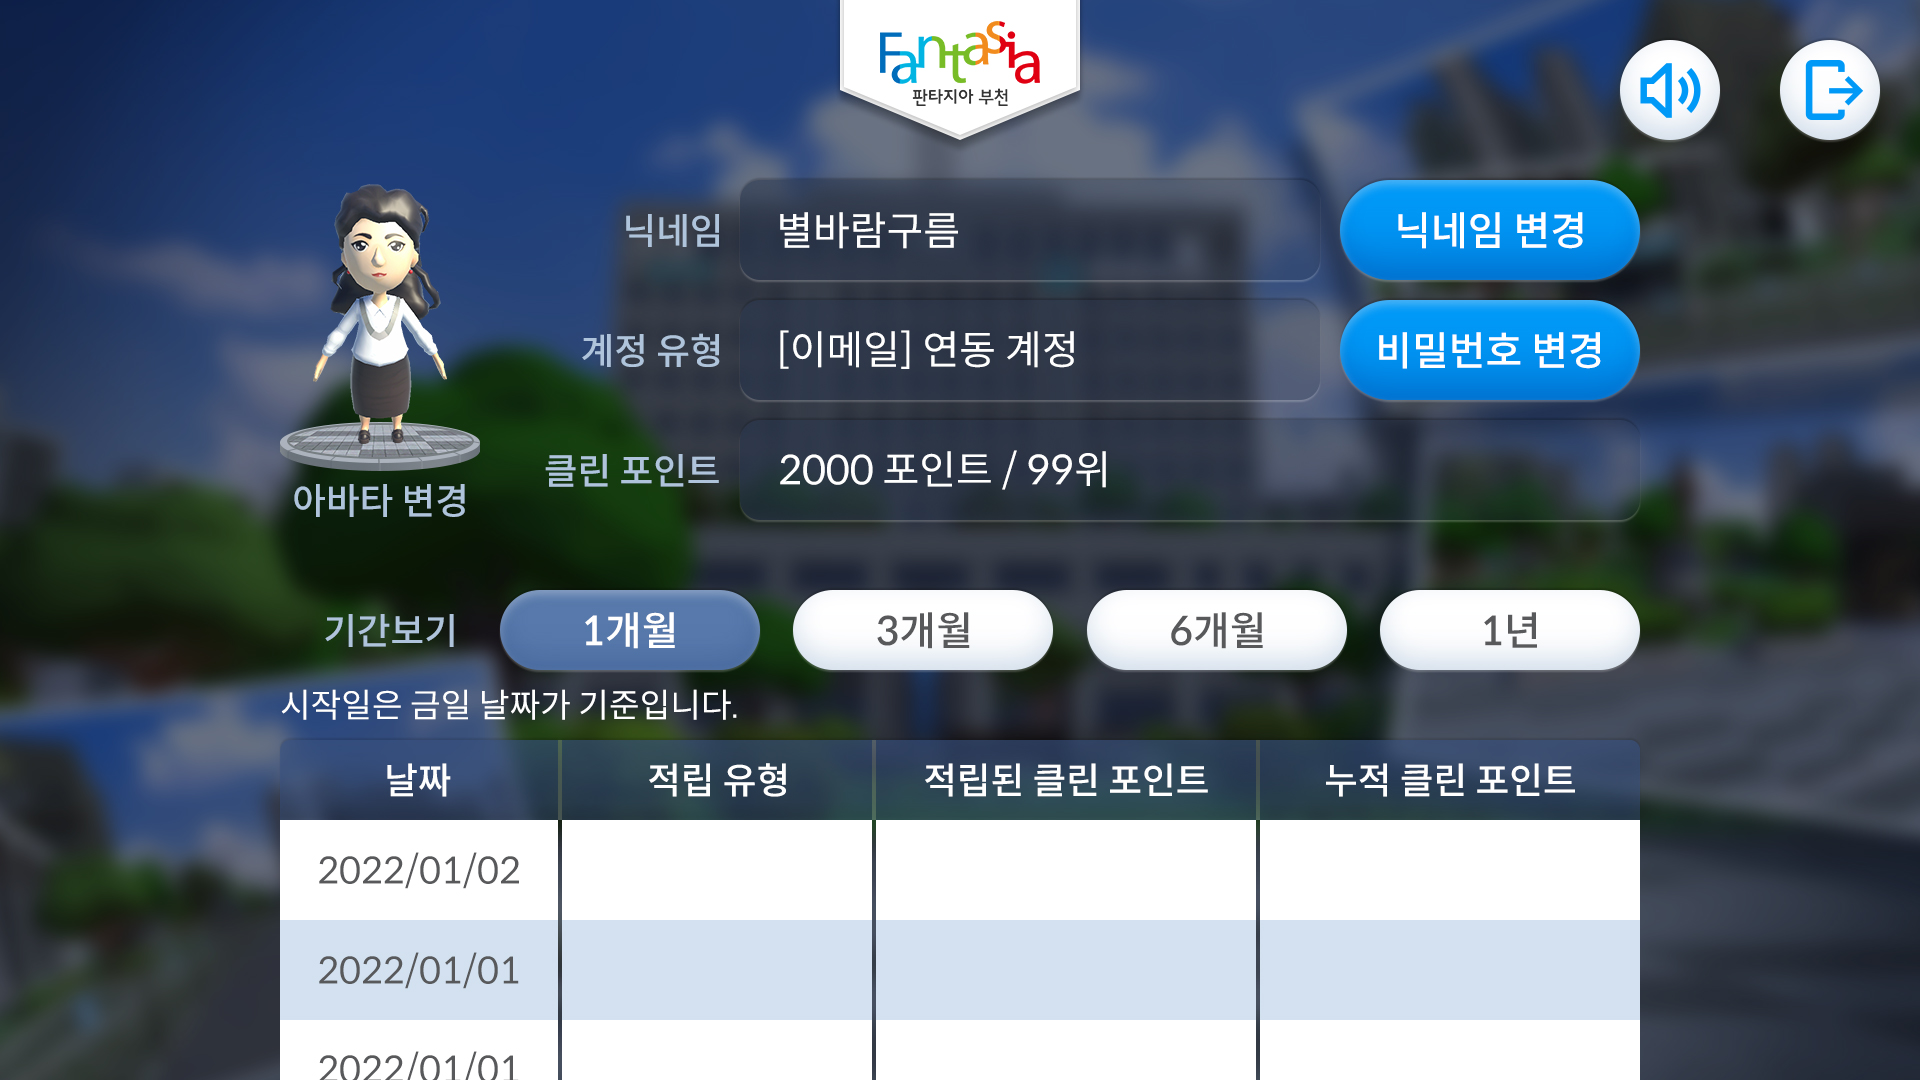 Fantasia
판타지아 부천
닉네임
별바람구름
닉네임 변경
계정 유형
[이메일] 연동 계정
비밀번호 변경
클린 포인트
2000 포인트 / 99위
아바타 변경
기간보기
1개월
3개월
6개월
1년
시작일은 금일 날짜가 기준입니다.
날짜
적립 유형
적립된 클린 포인트
누적 클린 포인트
2022/01/02
2022/01/01
2022/01/01